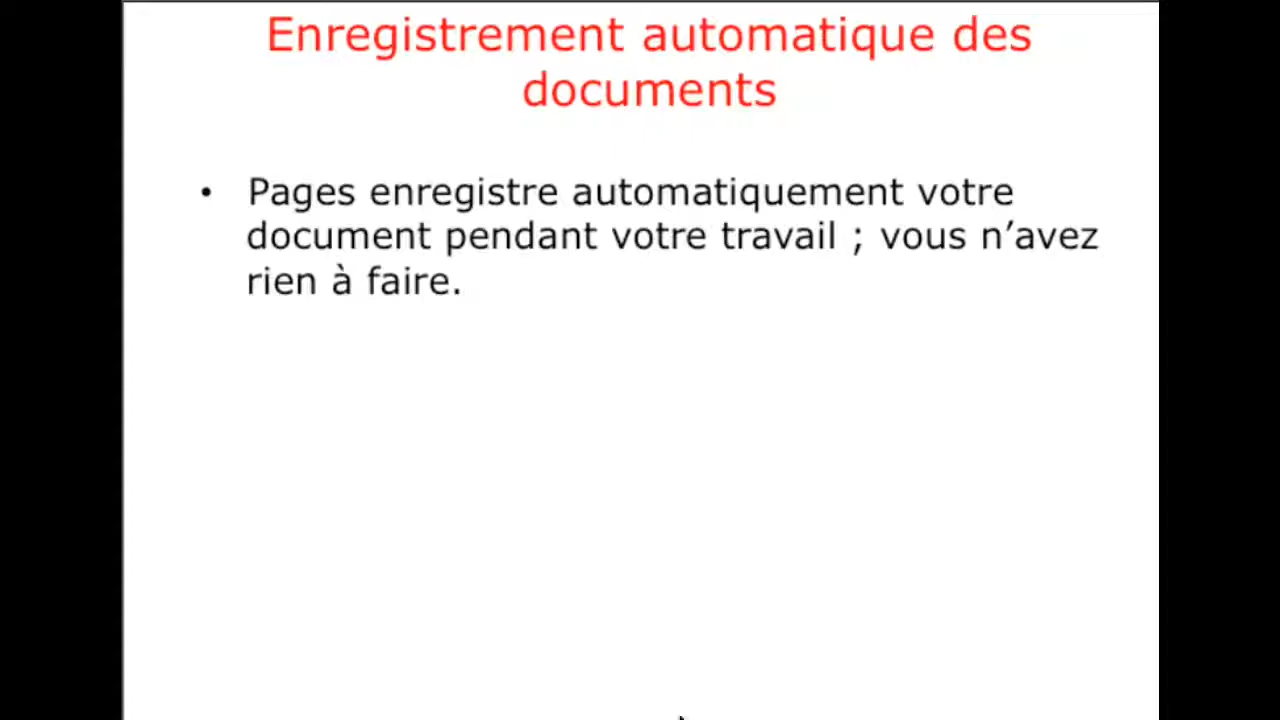 Enregistrement automatique des
documents
• Pages enregistre automatiquement votre
document pendant votre travail ; vous n’avez
rien à faire.